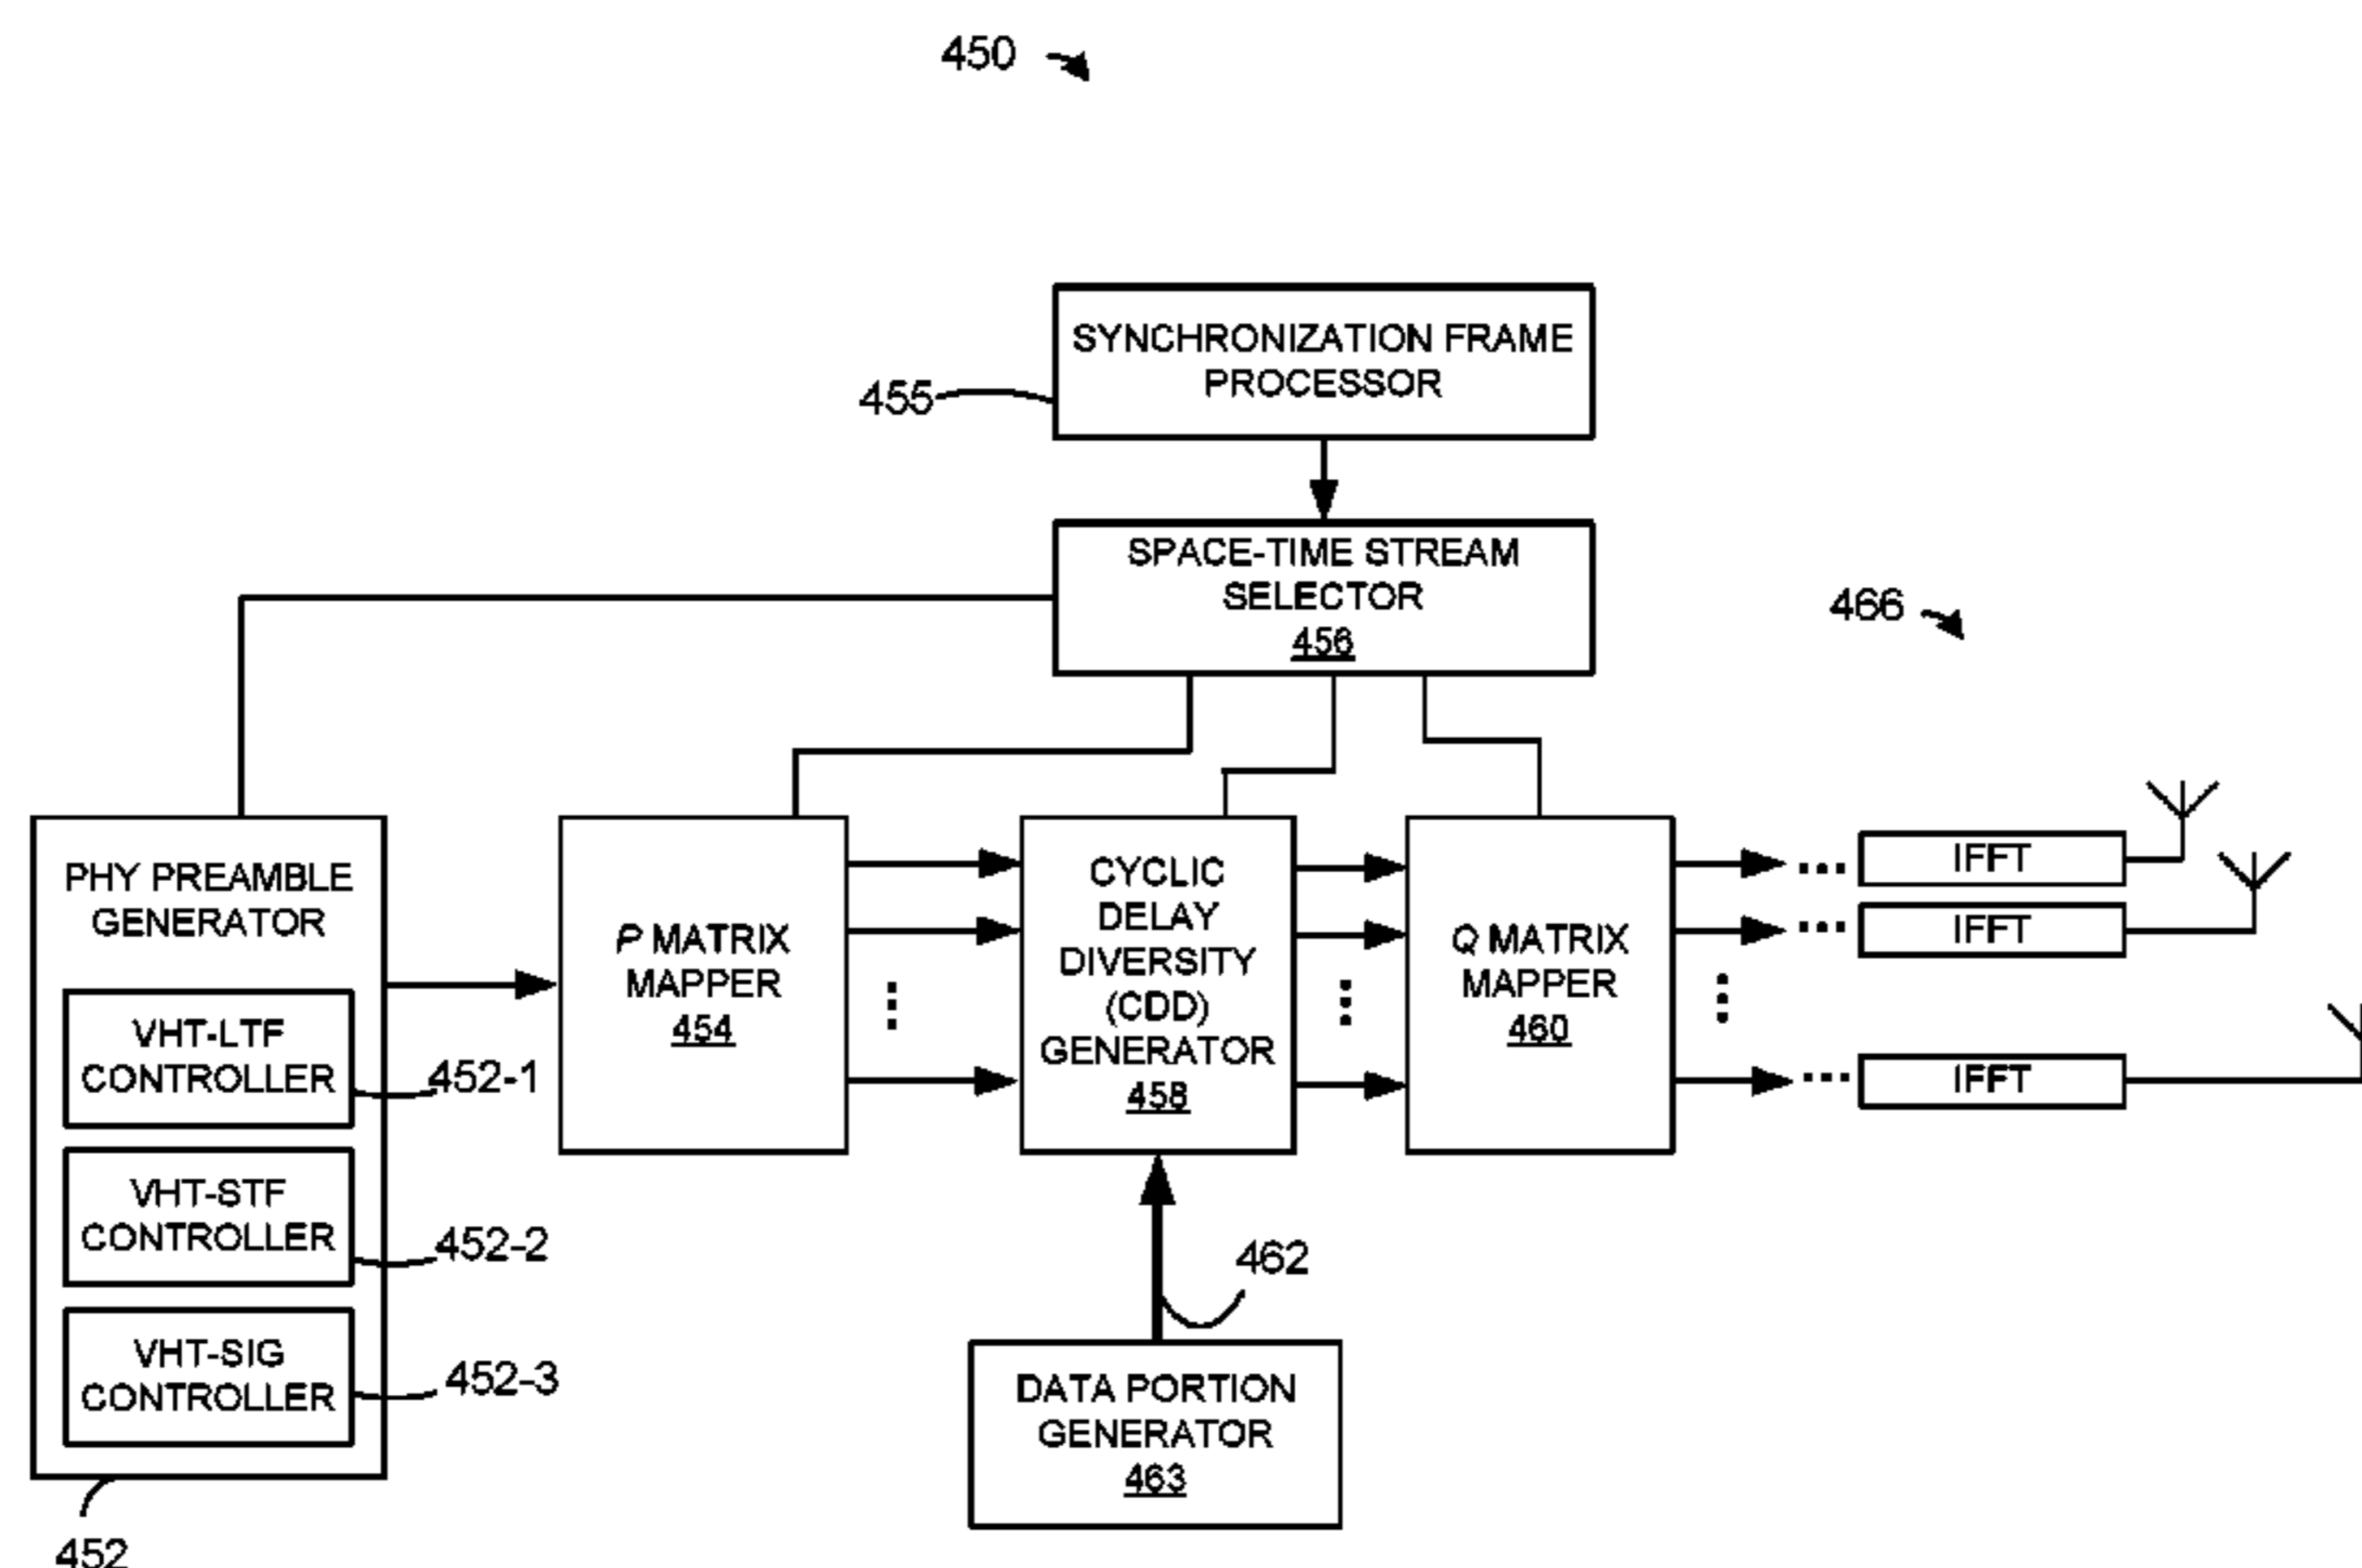 450
SYNCHRONIZATION FRAME
PROCESSOR
455
SPACE-TIME STREAM
SELECTOR
456
466
PHY PREAMBLE
GENERATOR
VHT-LTF
CONTROLLER
452-1
VHT-STF
CONTROLLER
452-2
VHT-SIG
CONTROLLER
452-3
452
P MATRIX
MAPPER
454
CYCLIC
DELAY
DIVERSITY
(CDD)
GENERATOR
458
Q MATRIX
MAPPER
460
IFFT
IFFT
IFFT
462
DATA PORTION
GENERATOR
463